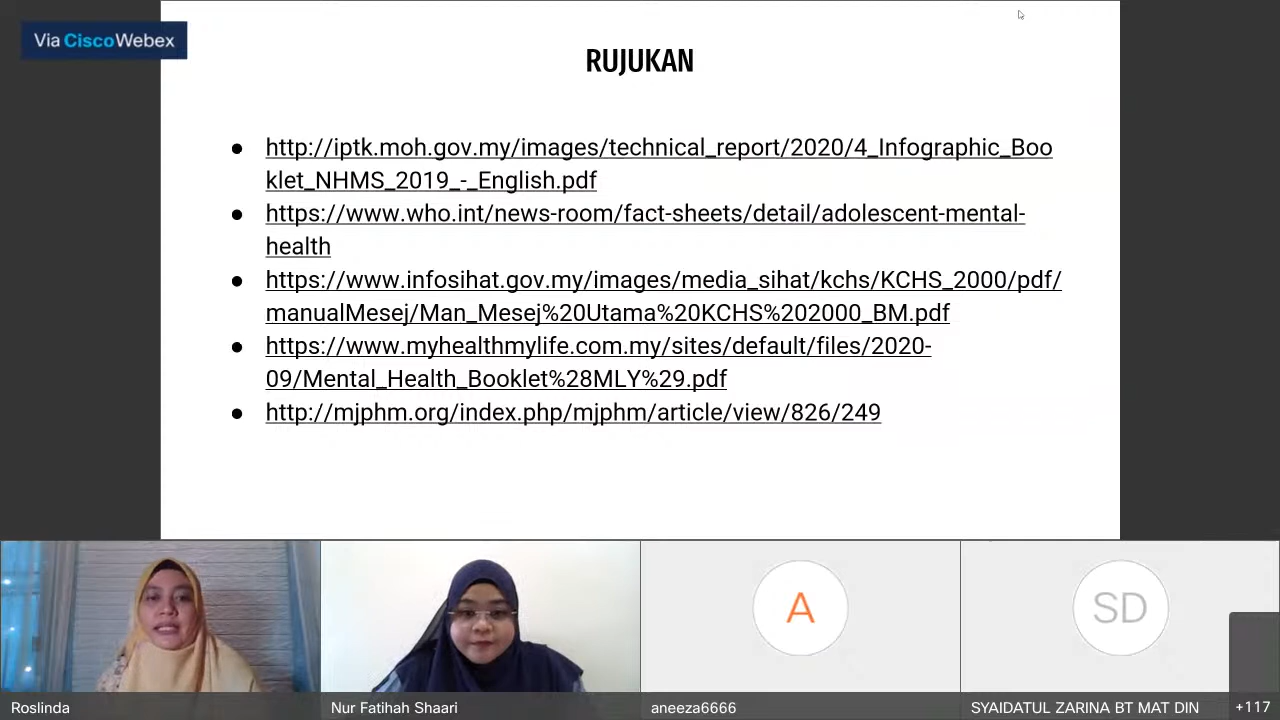 Via CiscoWebex
RUJUKAN
http://iptk.moh.gov.my/images/technical_report/2020/4_Infographic_Boo
klet_NHMS_2019_-_English.pdf
https://www.who.int/news-room/fact-sheets/detail/adolescent-mental-
health
https://www.infosihat.gov.my/images/media_sihat/kchs/KCHS_2000/pdf/
manualMesej/Man_Mesej%20Utama%20KCHS%202000_BM.pdf
https://www.myhealthmylife.com.my/sites/default/files/2020-
09/Mental_Health_Booklet%28MLY%29.pdf
http://mjphm.org/index.php/mjphm/article/view/826/249
A
SD
Roslinda
Nur Fatihah Shaari
aneeza6666
SYAIDATUL ZARINA BT MAT DIN
+117